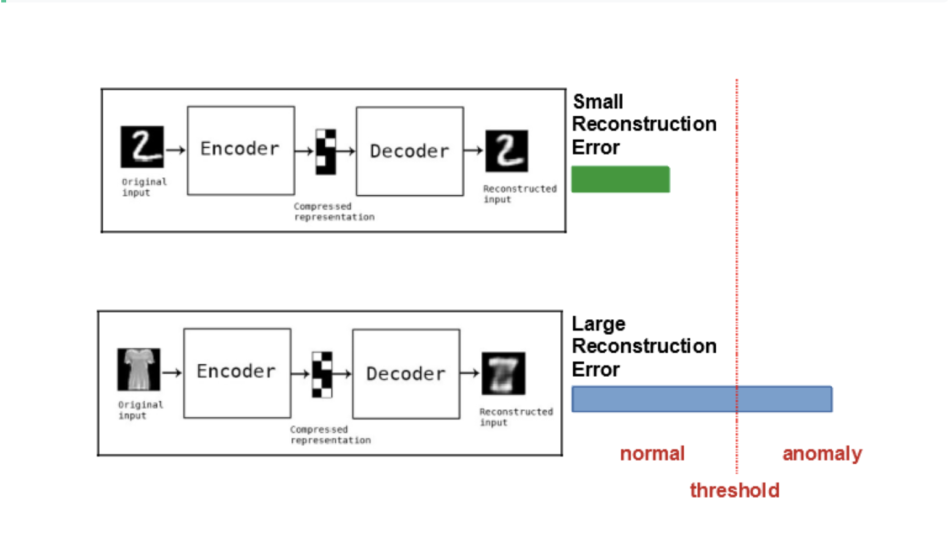 Small
Reconstruction
Error
Encoder
Decoder
Original
input
Compressed
representation
Reconstructed
input
Large
Reconstruction
Error
Encoder
Decoder
Original
input
Compressed
representation
Reconstructed
input
normal
anomaly
threshold